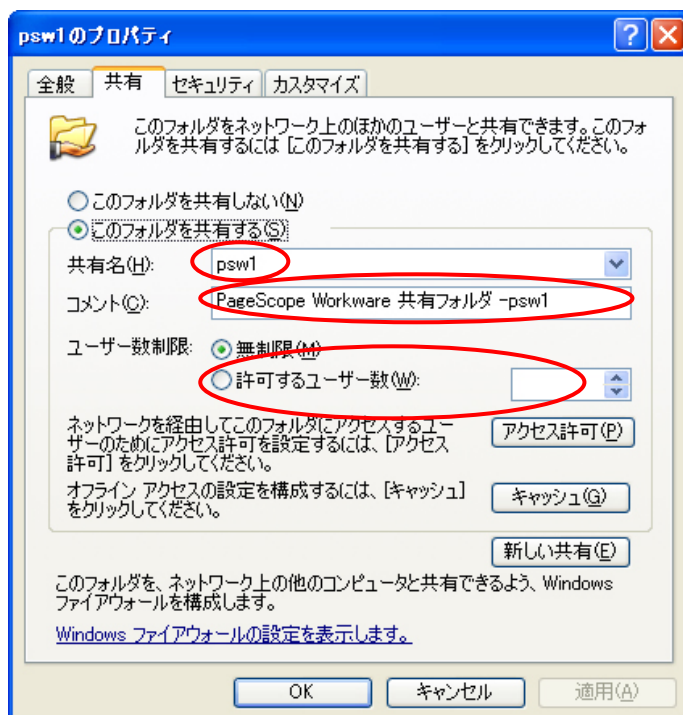 psw1のプロパティ
全般 共有 セキュリティ カスタマイズ
このフォルダをネットワーク上のほかのユーザーと共有できます。このフォ
ルダを共有するには [このフォルダを共有する] をクリックしてください。
このフォルダを共有しない(N)
このフォルダを共有する(S)
共有名(H): psw1
コメント(C): PageScope Workware 共有フォルダ -psw1
ユーザー数制限: 無制限(M)
許可するユーザー数(W):
ネットワークを経由してこのフォルダにアクセスするユー
ザーのためにアクセス許可を設定するには、[アクセス
許可] をクリックしてください。
アクセス許可(P)
オフライン アクセスの設定を構成するには、[キャッシュ]
をクリックしてください。
キャッシュ(G)
新しい共有(E)
このフォルダを、ネットワーク上の他のコンピュータと共有できるよう、Windows
ファイアウォールを構成します。
Windows ファイアウォールの設定を表示します。
OK キャンセル 適用(A)